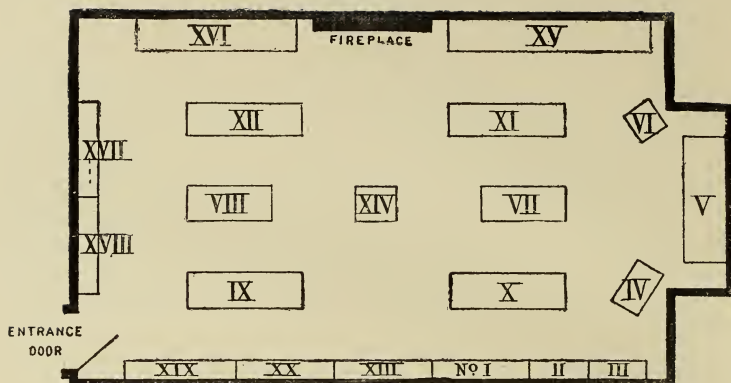 XVI
FIREPLACE
XV
XII
XI
VI
XVII
VIII
XIV
VII
V
XVIII
IX
X
IV
ENTRANCE
DOOR
XIX
XX
XIII
No I
II
III